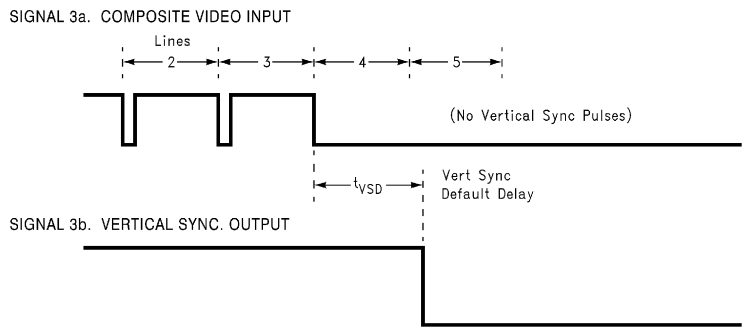 SIGNAL 3a. COMPOSITE VIDEO INPUT
Lines
2 3 4 5
(No Vertical Sync Pulses)
tVSD
Vert Sync
Default Delay
SIGNAL 3b. VERTICAL SYNC. OUTPUT